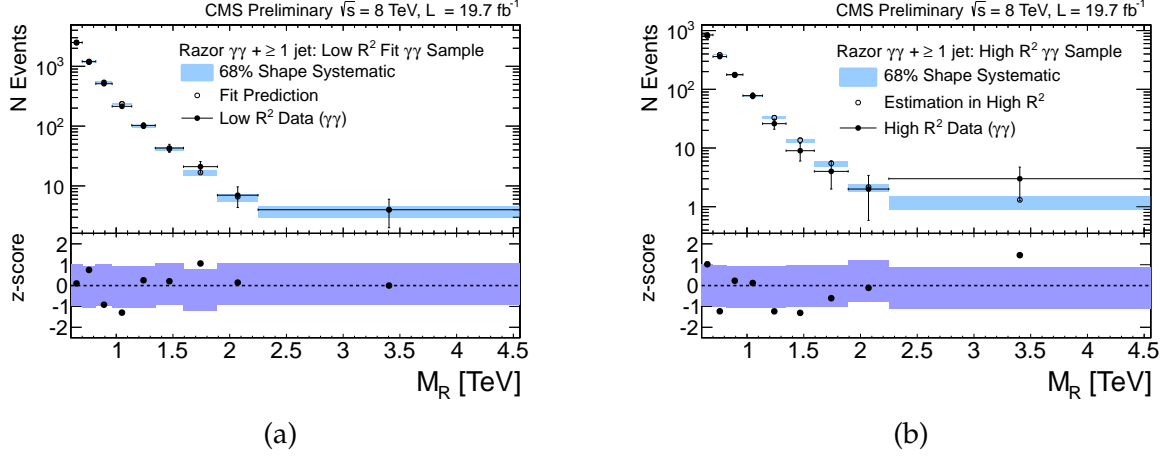 CMS Preliminary √s = 8 TeV, L = 19.7 fb⁻¹
N Events
10³
10²
10
Razor γγ + ≥ 1 jet: Low R² Fit γγ Sample
68% Shape Systematic
Fit Prediction
Low R² Data (γγ)
z-score
2
1
0
-1
-2
1 1.5 2 2.5 3 3.5 4 4.5
M_R [TeV]
(a)
CMS Preliminary √s = 8 TeV, L = 19.7 fb⁻¹
N Events
10³
10²
10
1
Razor γγ + ≥ 1 jet: High R² γγ Sample
68% Shape Systematic
Estimation in High R²
High R² Data (γγ)
z-score
2
1
0
-1
-2
1 1.5 2 2.5 3 3.5 4 4.5
M_R [TeV]
(b)